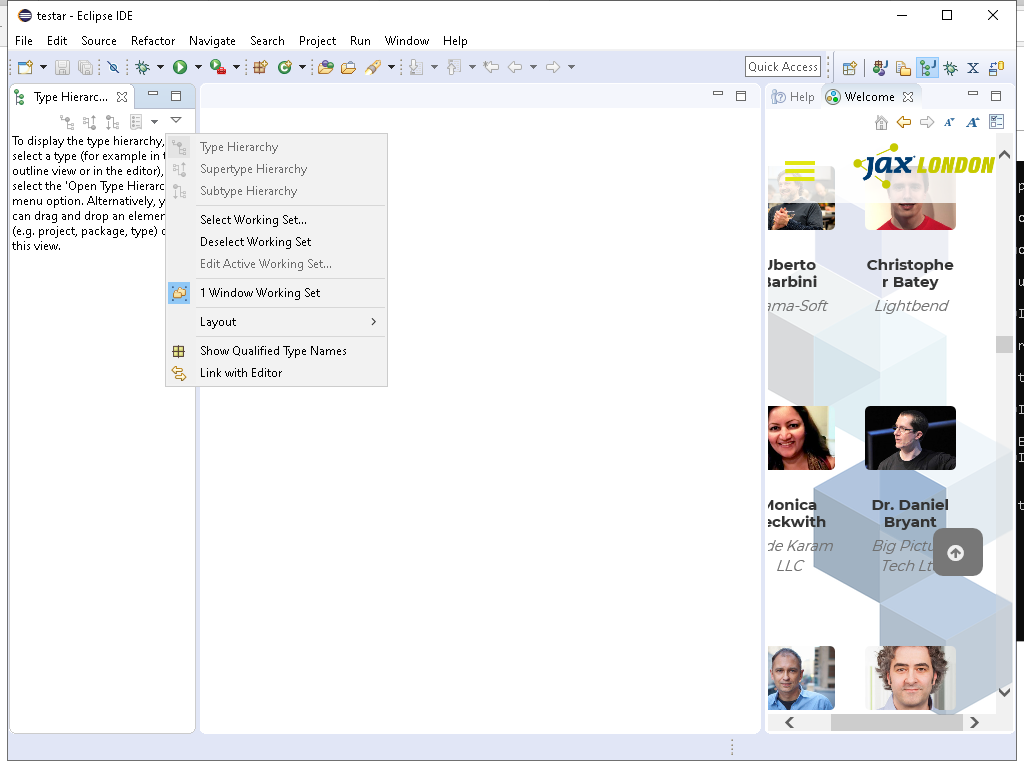 testar - Eclipse IDE
File Edit Source Refactor Navigate Search Project Run Window Help
Quick Access
Type Hierarc...
Help
Welcome
To display the type hierarchy,
select a type (for example in
outline view or in the editor),
select the 'Open Type Hierarc
menu option. Alternatively, y
can drag and drop an elemen
(e.g. project, package, type)
this view.
Type Hierarchy
Supertype Hierarchy
Subtype Hierarchy
Select Working Set...
Deselect Working Set
Edit Active Working Set...
1 Window Working Set
Layout
Show Qualified Type Names
Link with Editor
JAX LONDON
Uberto
Barbini
ama-Soft
Christophe
r Batey
Lightbend
Monica
eckwith
de Karam
LLC
Dr. Daniel
Bryant
Big Pictu
Tech Lt